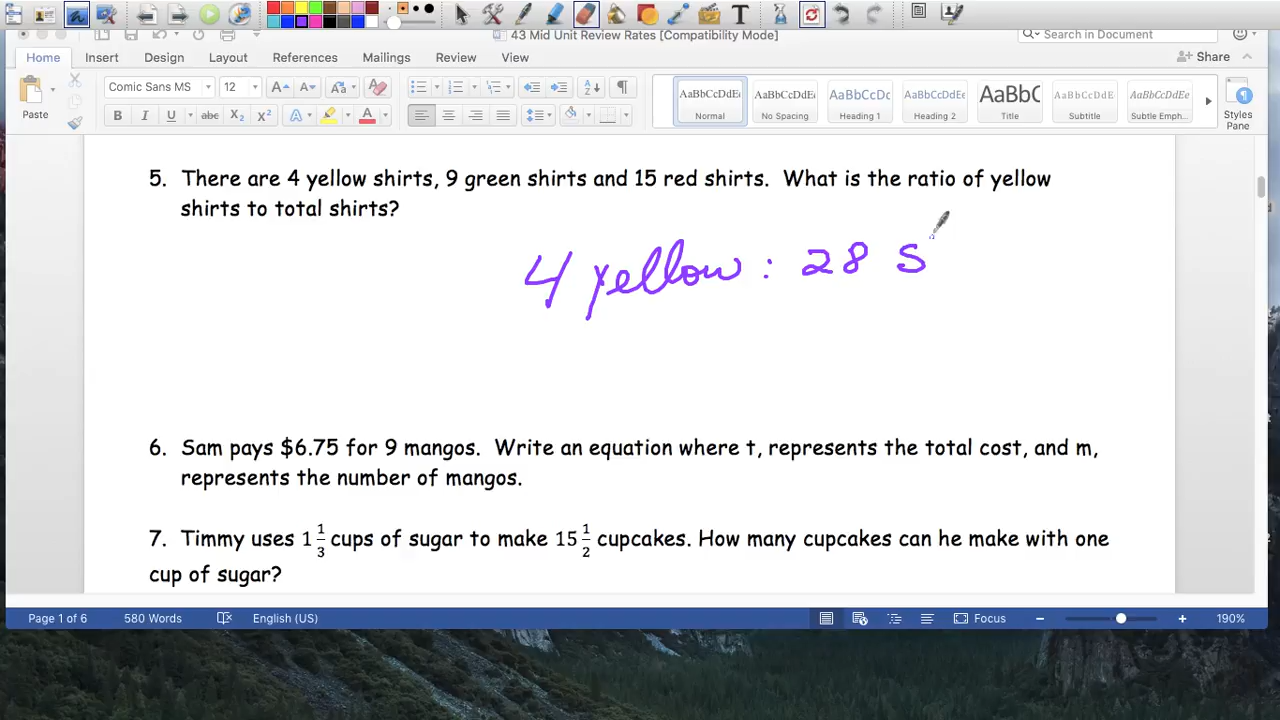 43 Mid Unit Review Rates [Compatibility Mode]
Search in Document
Home Insert Design Layout References Mailings Review View Share
Comic Sans MS 12
Paste
AaBbCcDdEe AaBbCcDdEe AaBbCcDc AaBbCcDdEe AaBbC AaBbCcDdEe AaBbCcDdEe
Normal No Spacing Heading 1 Heading 2 Title Subtitle Subtle Emph... Styles Pane
5. There are 4 yellow shirts, 9 green shirts and 15 red shirts. What is the ratio of yellow
shirts to total shirts?
4 yellow : 28 s
6. Sam pays $6.75 for 9 mangos. Write an equation where t, represents the total cost, and m,
represents the number of mangos.
7. Timmy uses 1 1/3 cups of sugar to make 15 1/2 cupcakes. How many cupcakes can he make with one
cup of sugar?
Page 1 of 6 580 Words English (US) Focus 190%